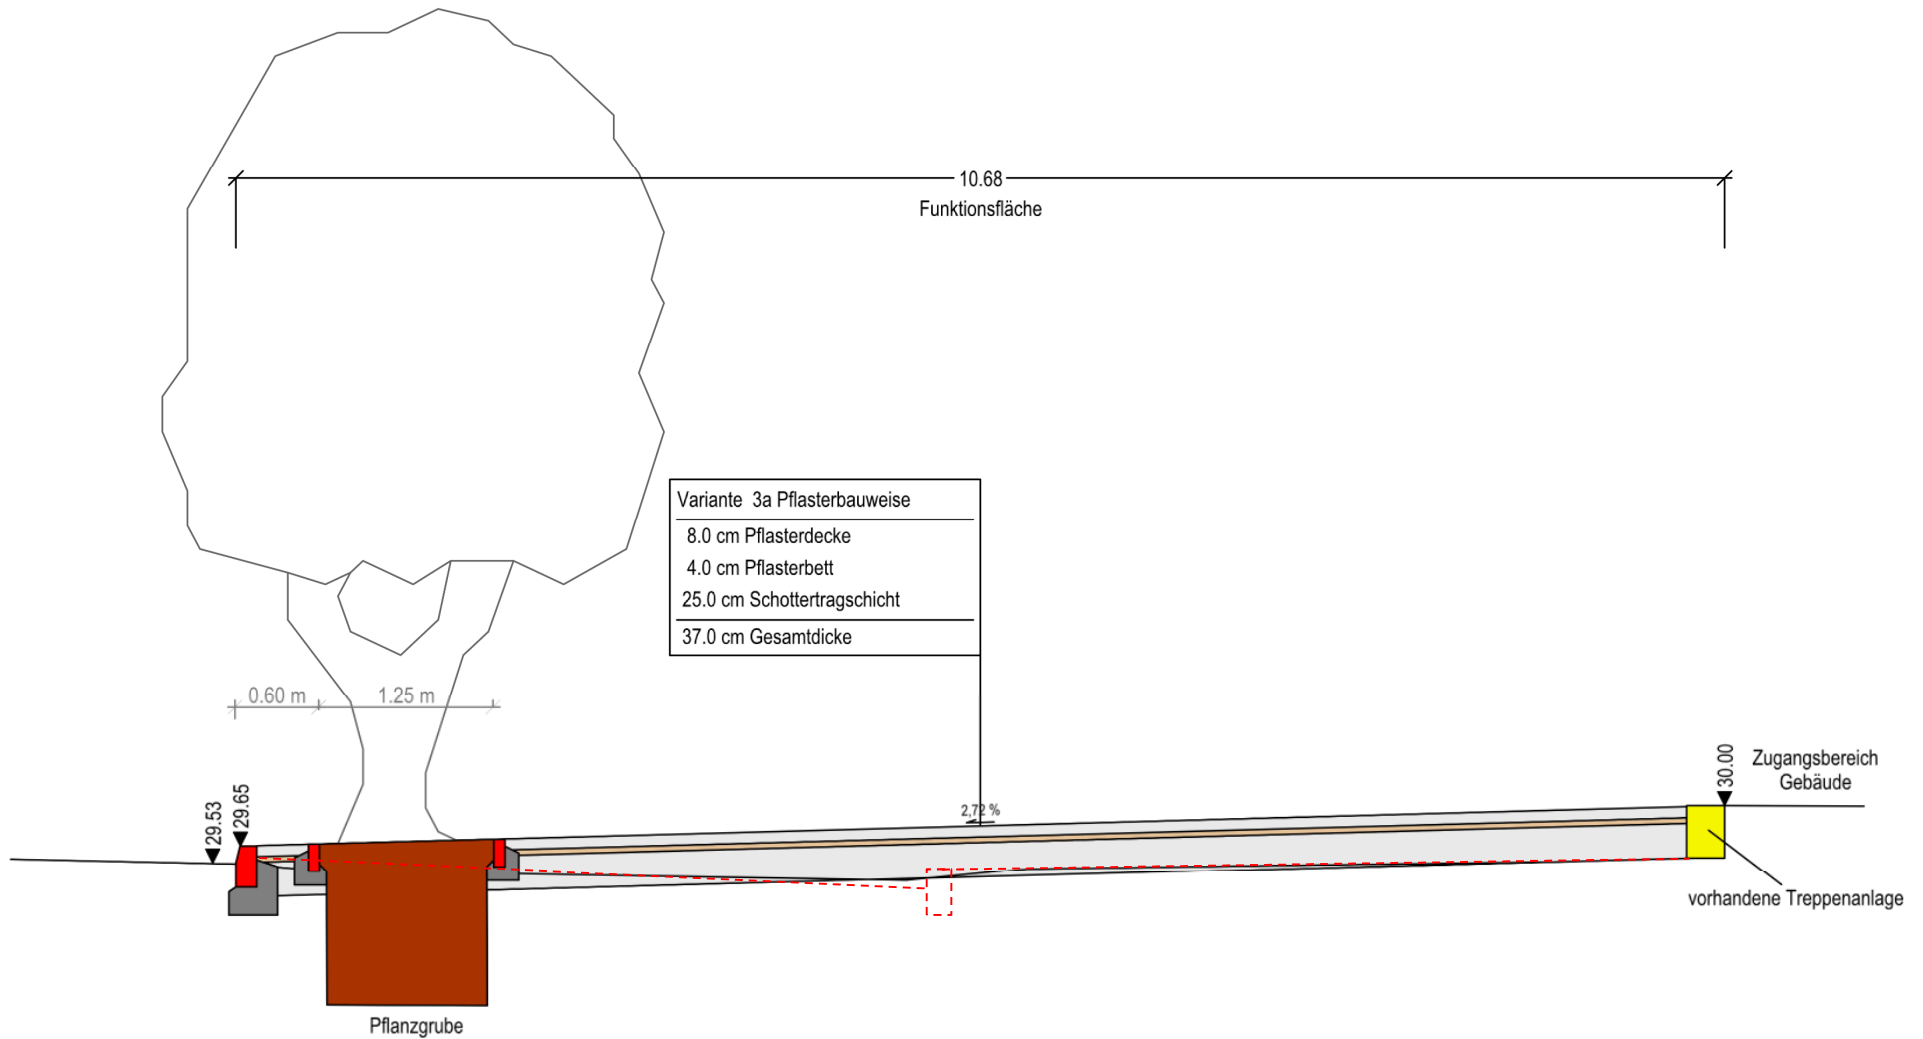 10.68
Funktionsfläche
Variante 3a Pflasterbauweise
8.0 cm Pflasterdecke
4.0 cm Pflasterbett
25.0 cm Schottertragschicht
37.0 cm Gesamtdicke
0.60 m
1.25 m
29.53
29.65
2,72 %
30.00
Zugangsbereich
Gebäude
vorhandene Treppenanlage
Pflanzgrube